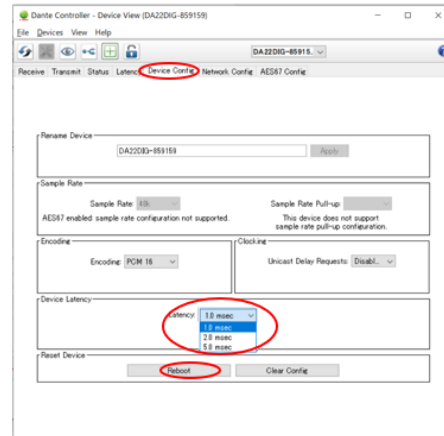 Dante Controller - Device View (DA22DIG-859159)
File Devices View Help
DA22DIG-85915..
Receive Transmit Status Latency Device Config Network Config AES67 Config
Rename Device
DA22DIG-859159 Apply
Sample Rate
Sample Rate: 48k Sample Rate Pull-up:
AES67 enabled sample rate configuration not supported. This device does not support
sample rate pull-up configuration.
Encoding Clocking
Encoding: PCM 16 Unicast Delay Requests: Disabl..
Device Latency
Latency: 1.0 msec
1.0 msec
2.0 msec
5.0 msec
Reset Device
Reboot Clear Config